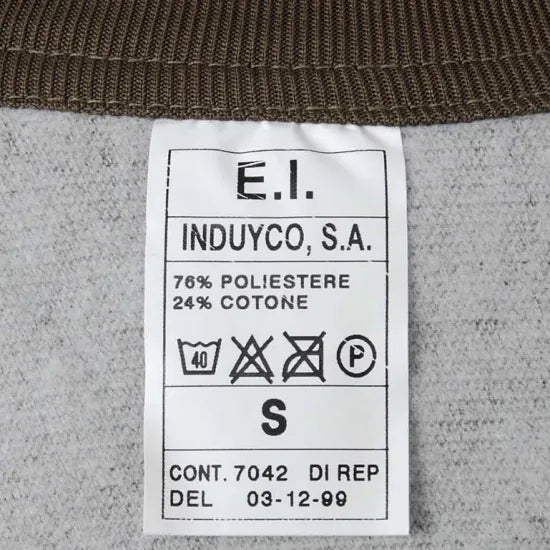 E.I.
INDUYCO, S.A.
76% POLIESTERE
24% COTONE
40 P
S
CONT. 7042 DI REP
DEL 03-12-99